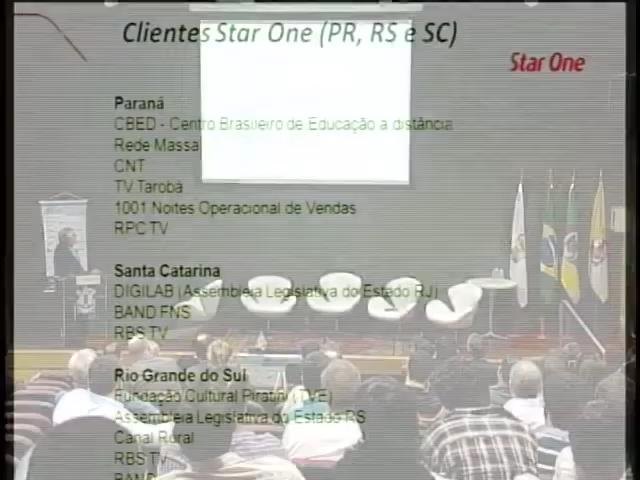 Clientes Star One (PR, RS e SC)
Star One
Paraná
CBED - Centro Brasileiro de Educação a distância
Rede Massa
CNT
TV Tarobá
1001 Noites Operacional de Vendas
RPC TV
Santa Catarina
DIGILAB (Assembleia Legislativa do Estado RJ)
BAND FNS
RBS TV
Rio Grande do Sul
Fundação Cultural Piratini (TVE)
Assembleia Legislativa do Estado RS
Canal Rural
RBS TV
BAND